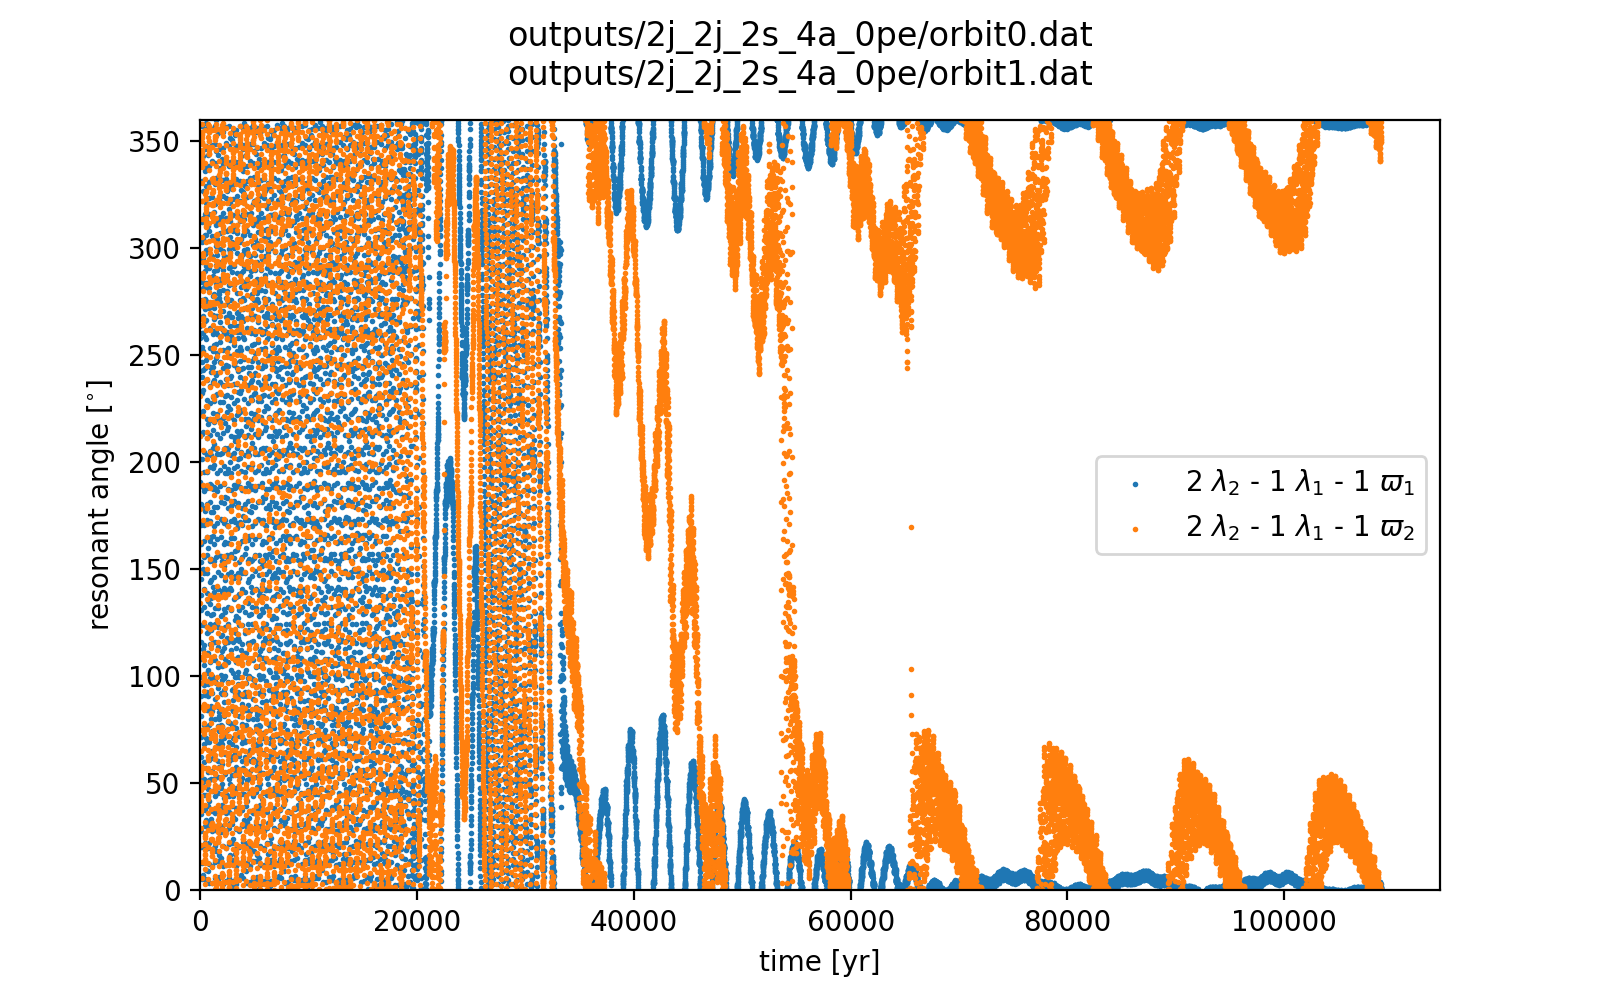 outputs/2j_2j_2s_4a_0pe/orbit0.dat
outputs/2j_2j_2s_4a_0pe/orbit1.dat
350
300
250
200
150
100
50
0
resonant angle [°]
2 λ₂ - 1 λ₁ - 1 ϖ₁
2 λ₂ - 1 λ₁ - 1 ϖ₂
0 20000 40000 60000 80000 100000
time [yr]